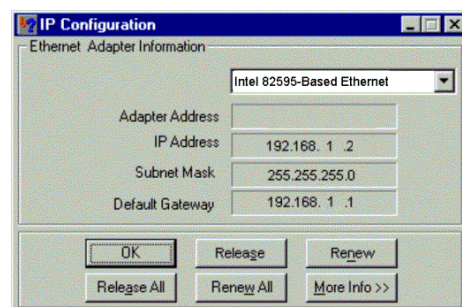 IP Configuration
Ethernet Adapter Information
Intel 82595-Based Ethernet
Adapter Address
IP Address 192.168. 1 .2
Subnet Mask 255.255.255.0
Default Gateway 192.168. 1 .1
OK Release Renew
Release All Renew All More Info >>